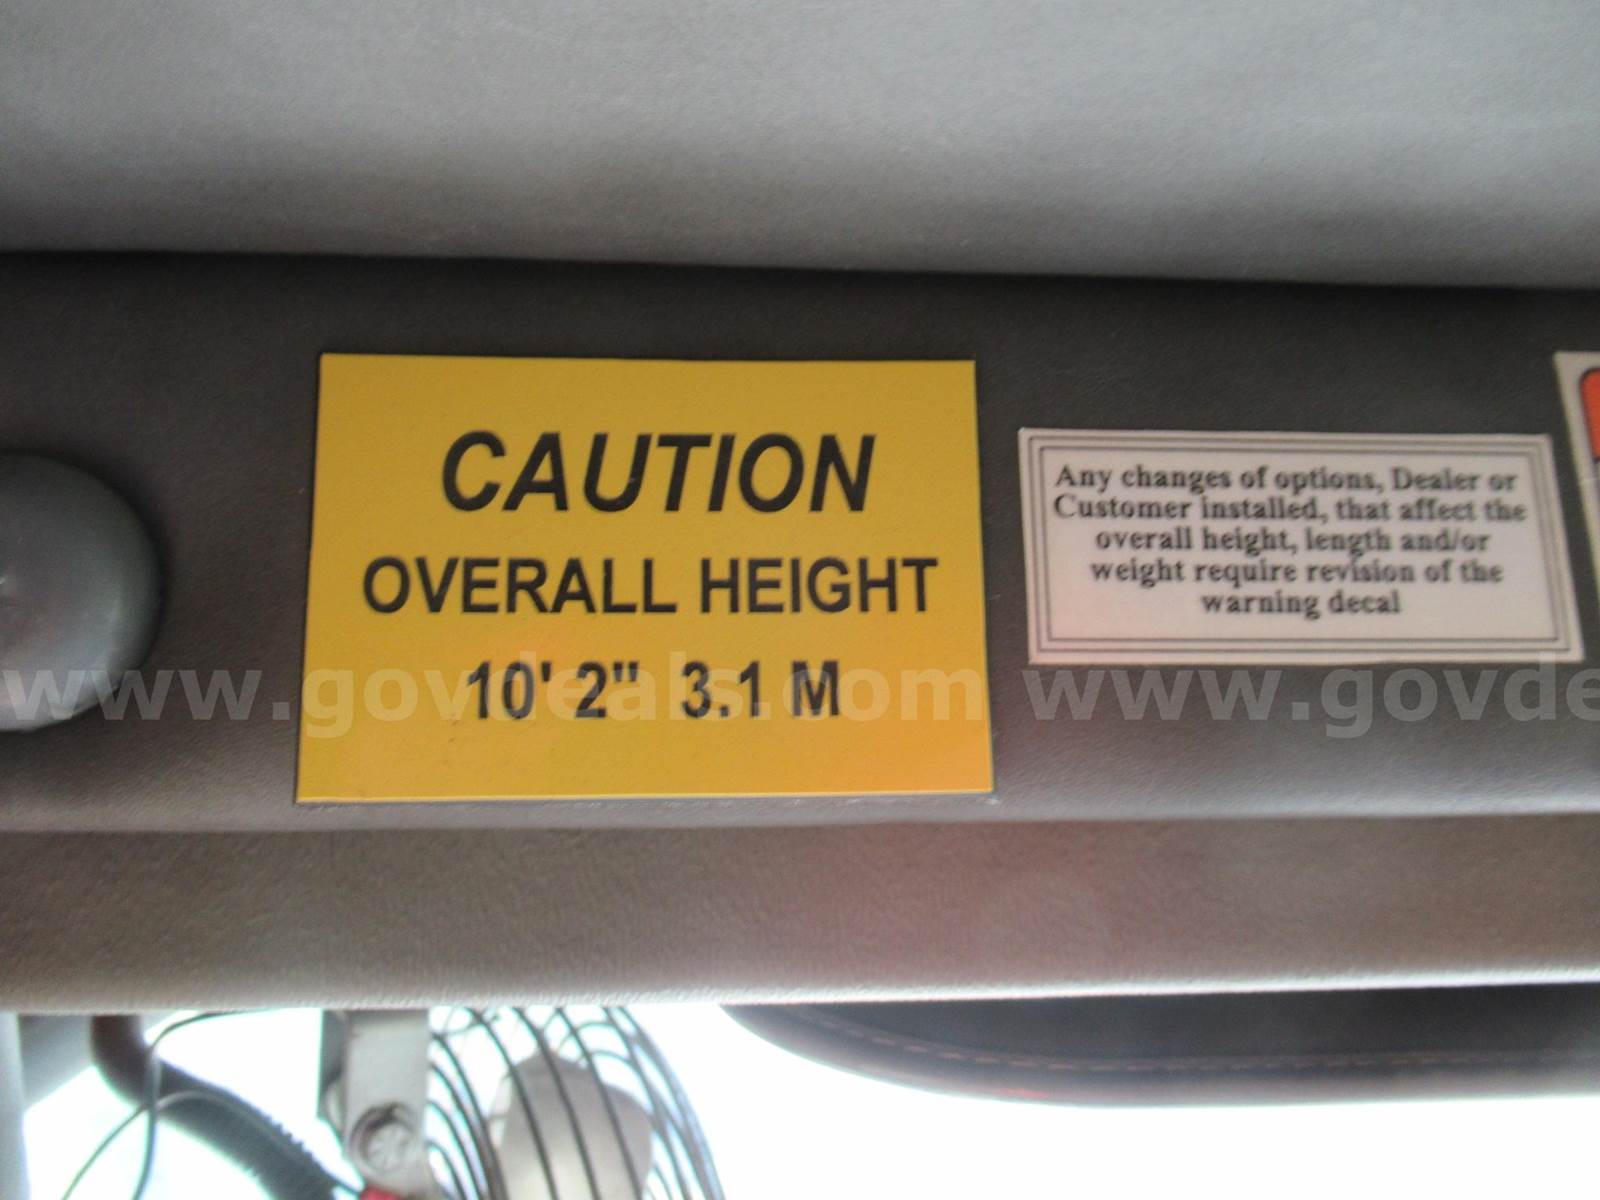 CAUTION
OVERALL HEIGHT
10' 2" 3.1 M
Any changes of options, Dealer or
Customer installed, that affect the
overall height, length and/or
weight require revision of the
warning decal
www.govdeals.com www.govde